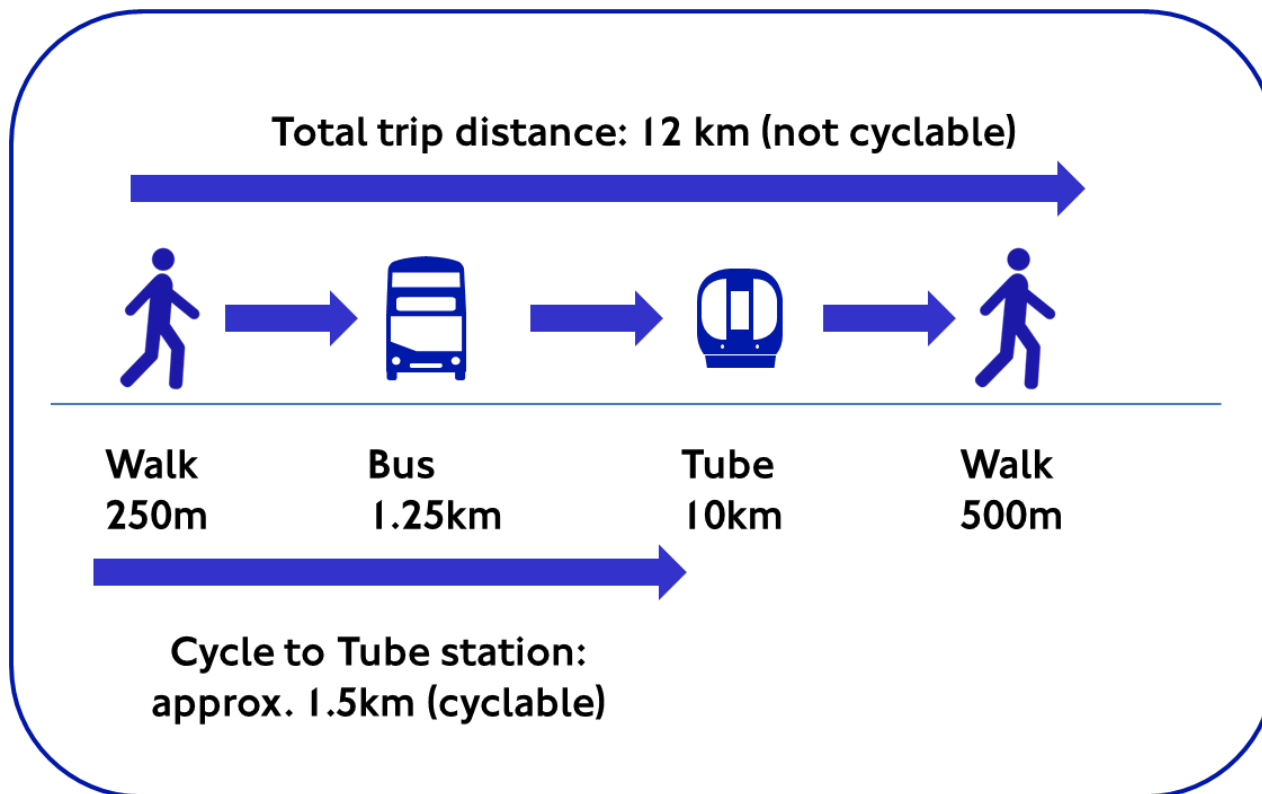 Total trip distance: 12 km (not cyclable)
Walk
250m
Bus
1.25km
Tube
10km
Walk
500m
Cycle to Tube station:
approx. 1.5km (cyclable)